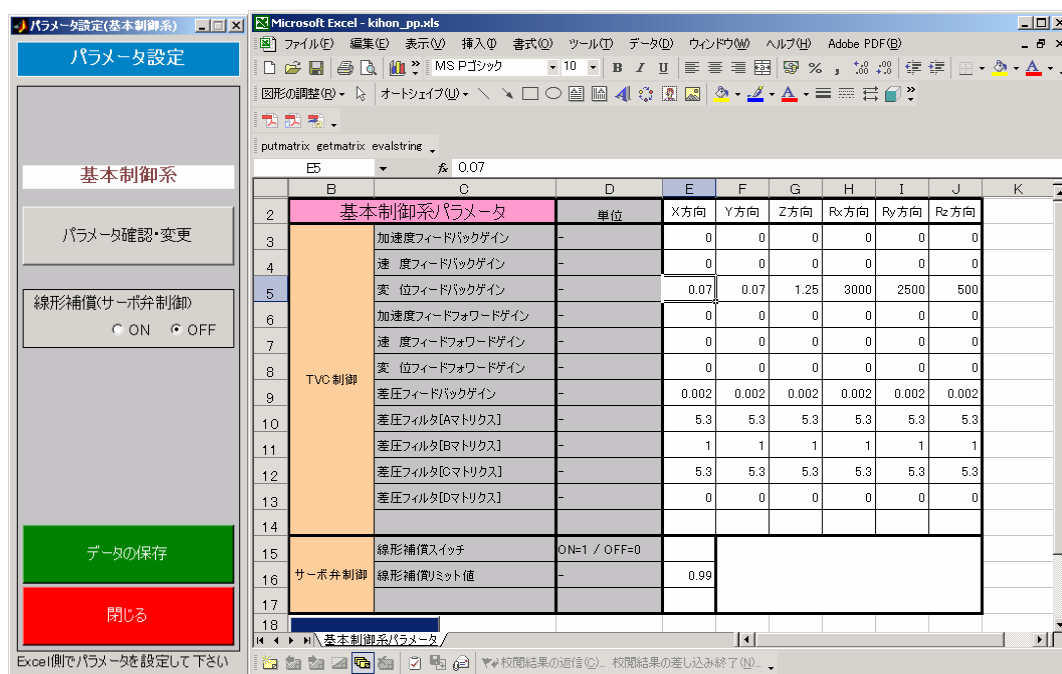 パラメータ設定(基本制御系)
パラメータ設定
基本制御系
パラメータ確認・変更
線形補償(サーボ弁制御)
ON OFF
データの保存
閉じる
Excel側でパラメータを設定して下さい
Microsoft Excel - kihon_pp.xls
ファイル(F) 編集(E) 表示(V) 挿入(I) 書式(O) ツール(T) データ(D) ウィンドウ(W) ヘルプ(H) Adobe PDF(B)
MS Pゴシック 10 B I U % ,
図形の調整(R) オートシェイプ(U)
putmatrix getmatrix evalstring
E5 fx 0.07
B C D E F G H I J K
2 基本制御系パラメータ 単位 X方向 Y方向 Z方向 Rx方向 Ry方向 Rz方向
3 加速度フィードバックゲイン - 0 0 0 0 0 0
4 速 度フィードバックゲイン - 0 0 0 0 0 0
5 変 位フィードバックゲイン - 0.07 0.07 1.25 3000 2500 500
6 加速度フィードフォワードゲイン - 0 0 0 0 0 0
7 速 度フィードフォワードゲイン - 0 0 0 0 0 0
8 変 位フィードフォワードゲイン - 0 0 0 0 0 0
TVC制御
9 差圧フィードバックゲイン - 0.002 0.002 0.002 0.002 0.002 0.002
10 差圧フィルタ[Aマトリクス] - 5.3 5.3 5.3 5.3 5.3 5.3
11 差圧フィルタ[Bマトリクス] - 1 1 1 1 1 1
12 差圧フィルタ[Cマトリクス] - 5.3 5.3 5.3 5.3 5.3 5.3
13 差圧フィルタ[Dマトリクス] - 0 0 0 0 0 0
14
15 線形補償スイッチ ON=1 / OFF=0
16 サーボ弁制御 線形補償リミット値 - 0.99
17
18
基本制御系パラメータ
校閲結果の返信(C)... 校閲結果の差し込み終了(N)...